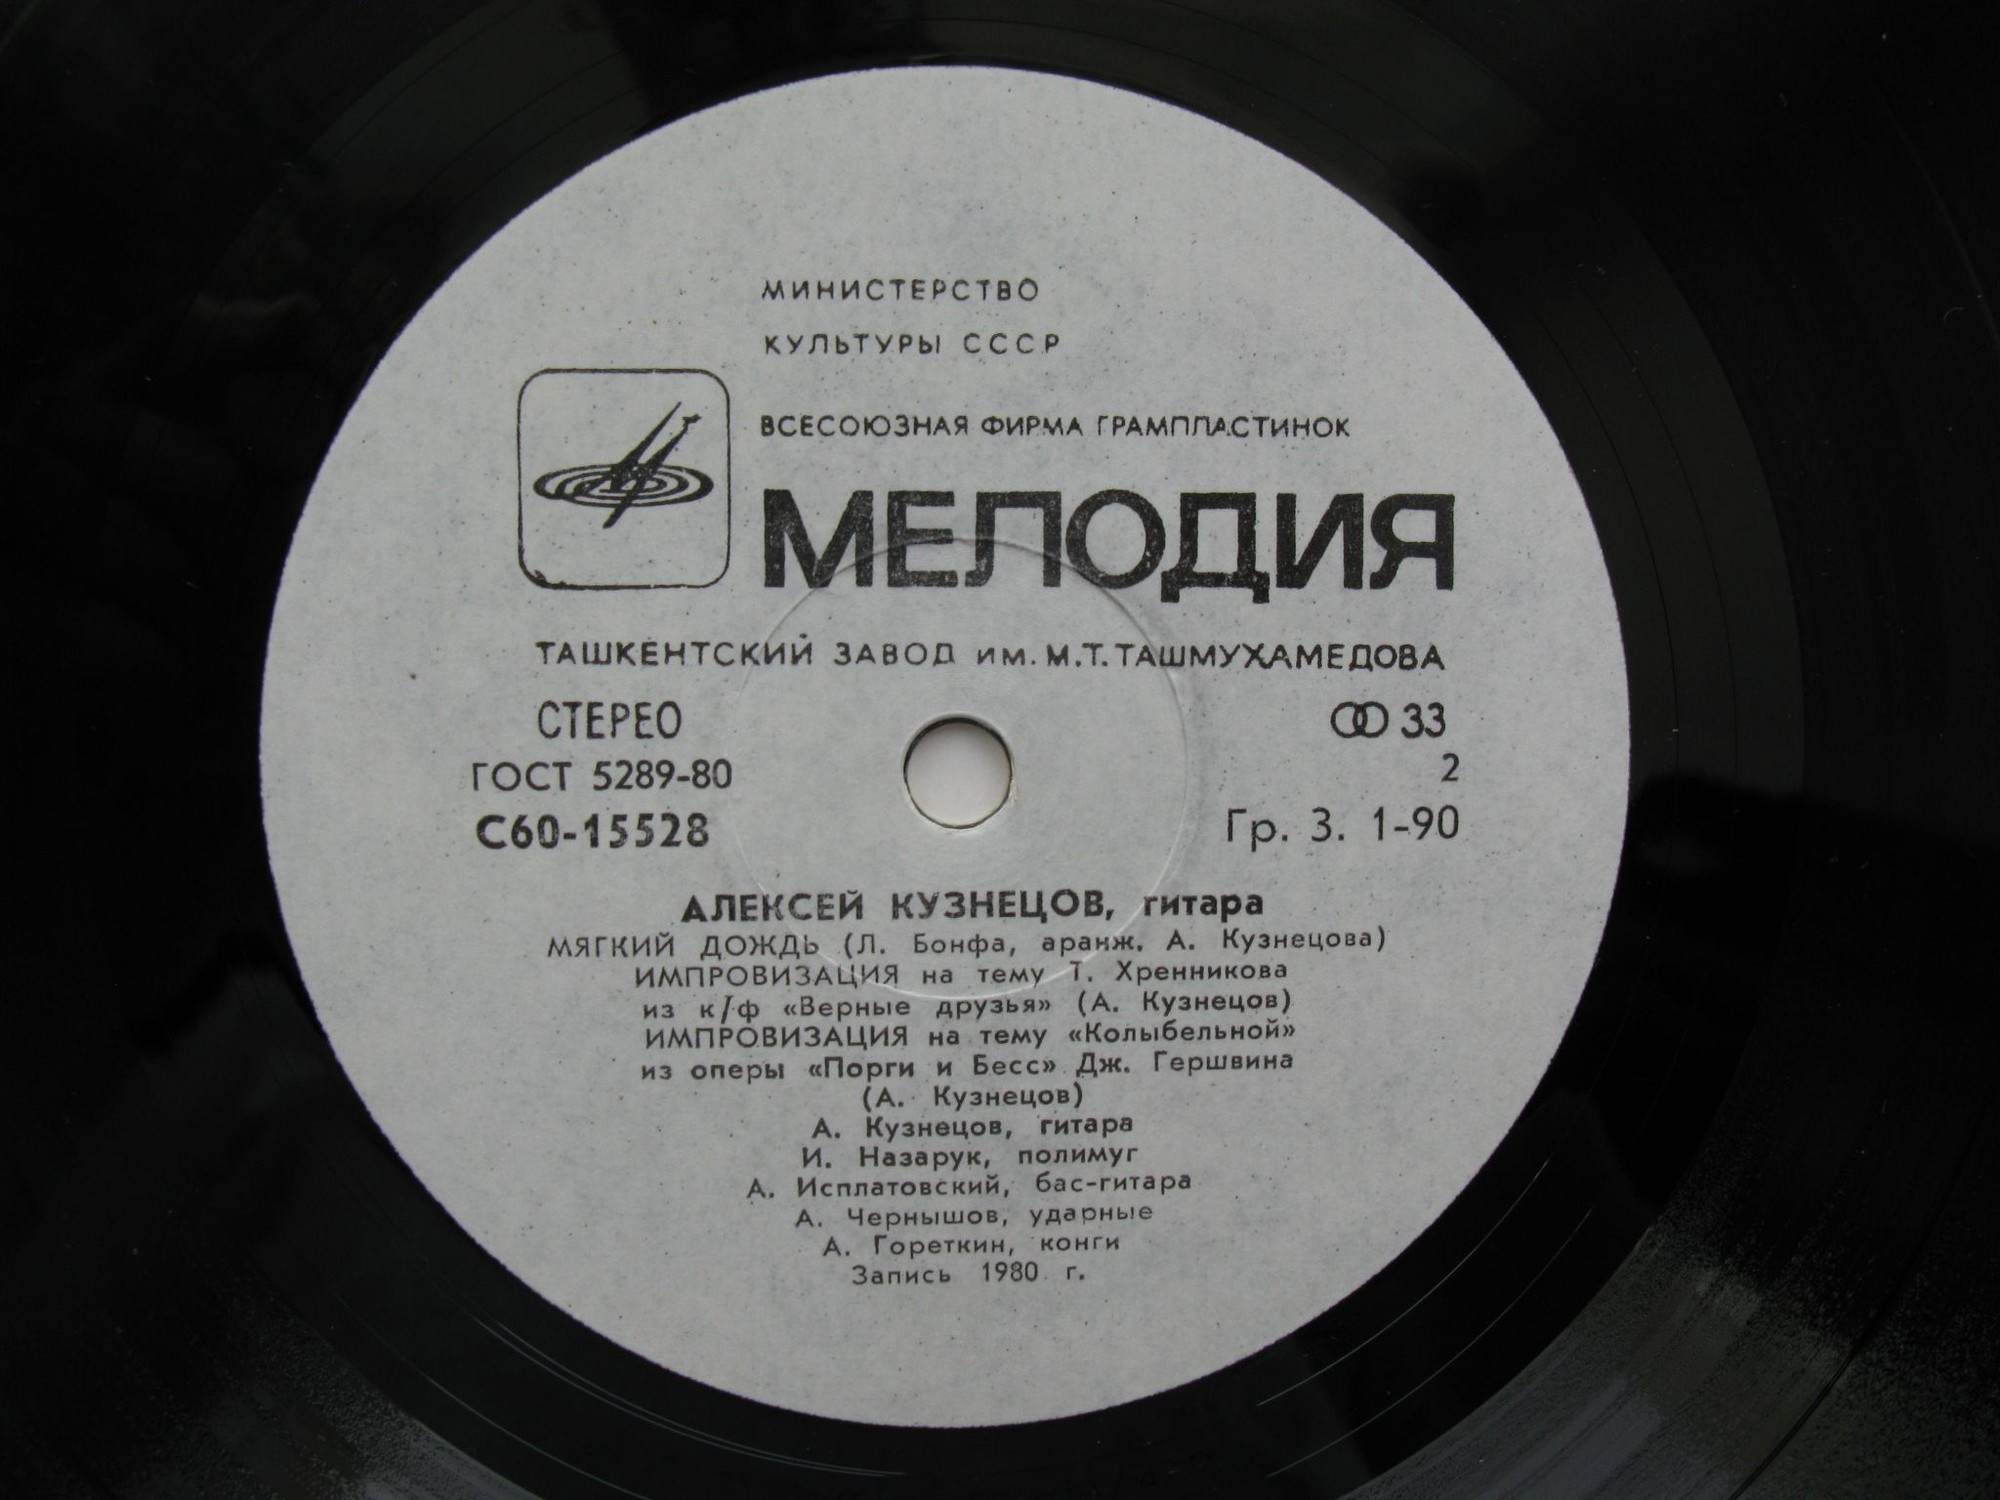 МИНИСТЕРСТВО
КУЛЬТУРЫ СССР
ВСЕСОЮЗНАЯ ФИРМА ГРАМПЛАСТИНОК
МЕЛОДИЯ
ТАШКЕНТСКИЙ ЗАВОД ИМ. М.Т. ТАШМУХАМЕДОВА
СТЕРЕО 33
ГОСТ 5289-80 2
С60-15528 Гр. 3. 1-90
АЛЕКСЕЙ КУЗНЕЦОВ, гитара
МЯГКИЙ ДОЖДЬ (Л. Бонфа, аранж. А. Кузнецова)
ИМПРОВИЗАЦИЯ на тему Т. Хренникова
из к/ф «Верные друзья» (А. Кузнецов)
ИМПРОВИЗАЦИЯ на тему «Колыбельной»
из оперы «Порги и Бесс» Дж. Гершвина
(А. Кузнецов)
А. Кузнецов, гитара
И. Назарук, полимуг
А. Исплатовский, бас-гитара
А. Чернышов, ударные
А. Гореткин, конги
Запись 1980 г.